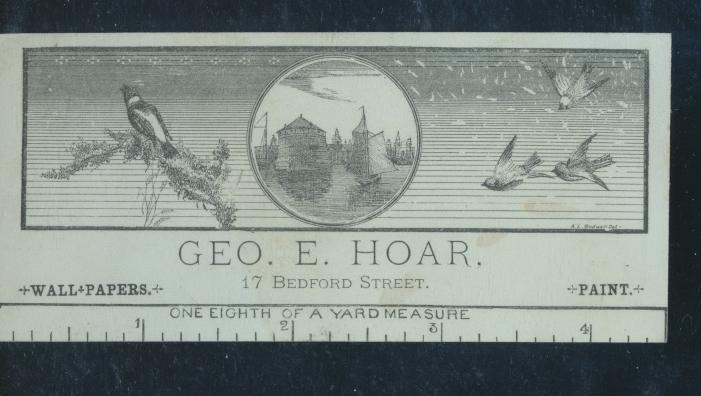 GEO. E. HOAR,
17 BEDFORD STREET.
WALL PAPERS.
PAINT.
ONE EIGHTH OF A YARD MEASURE
1 2 3 4